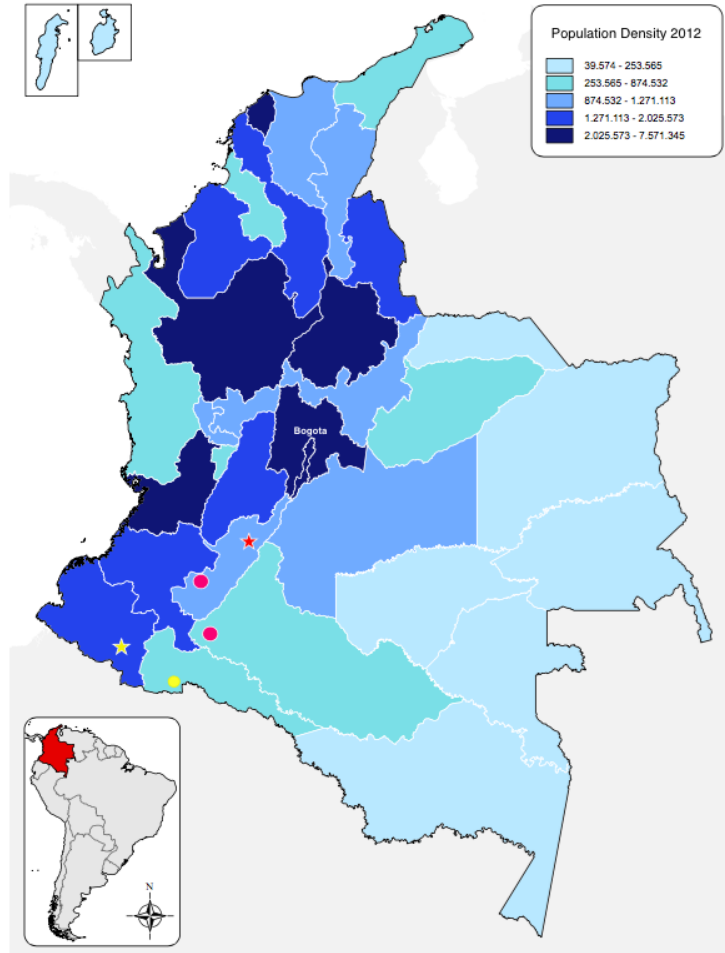 Population Density 2012
39.574 - 253.565
253.565 - 874.532
874.532 - 1.271.113
1.271.113 - 2.025.573
2.025.573 - 7.571.345
Bogota
N